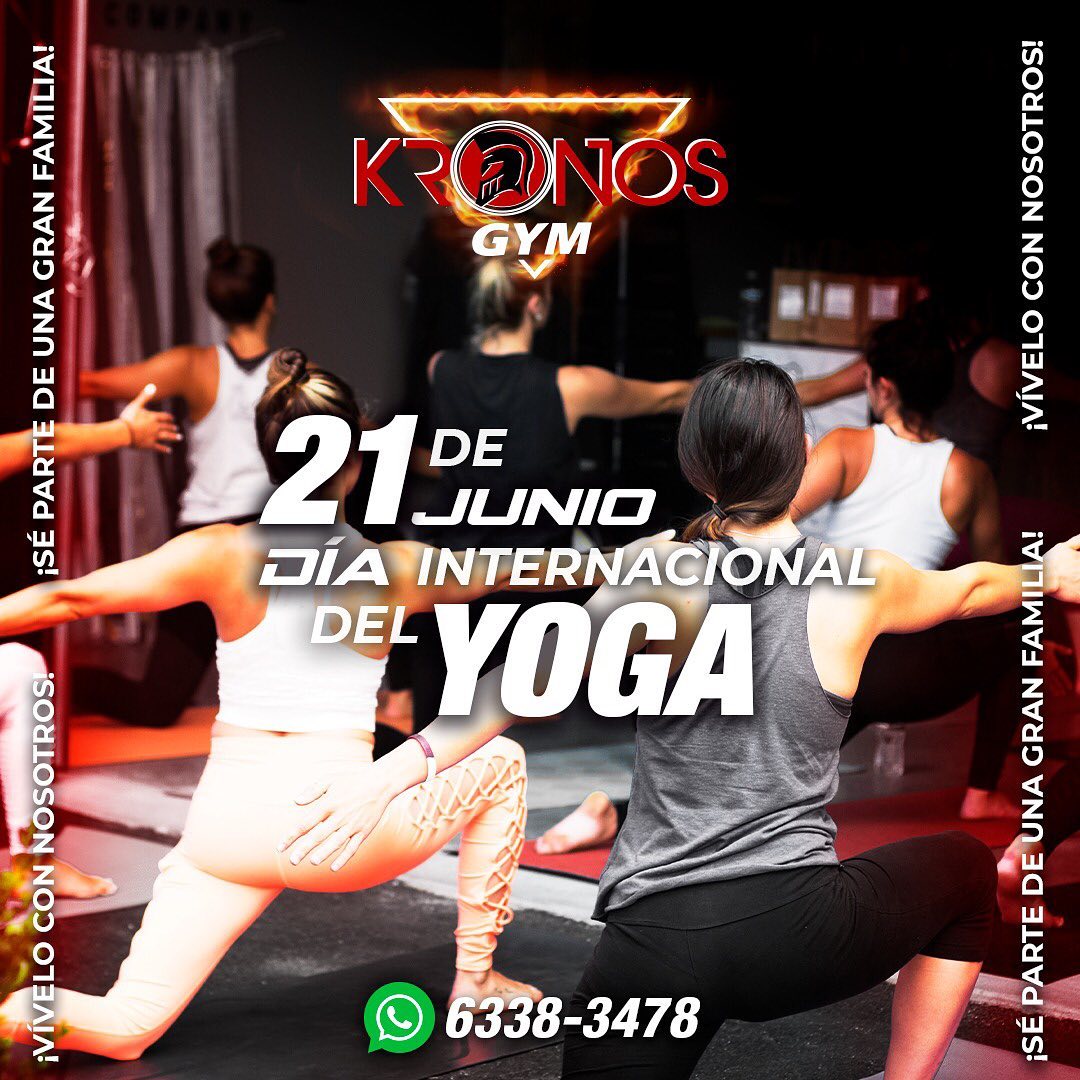 COMPANY
KRONOS
GYM
21 DE
JUNIO
DÍA INTERNACIONAL
DEL YOGA
6338-3478
¡SÉ PARTE DE UNA GRAN FAMILIA!
¡VÍVELO CON NOSOTROS!
¡VÍVELO CON NOSOTROS!
¡SÉ PARTE DE UNA GRAN FAMILIA!